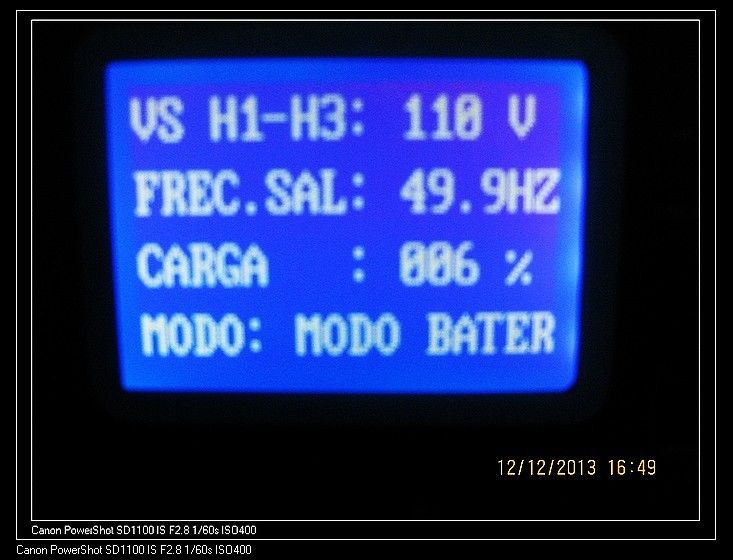 VS H1-H3: 110 V
FREC.SAL: 49.9HZ
CARGA : 006 %
MODO: MODO BATER
12/12/2013 16:49
Canon PowerShot SD1100 IS F2.8 1/60s ISO400
Canon PowerShot SD1100 IS F2.8 1/60s ISO400